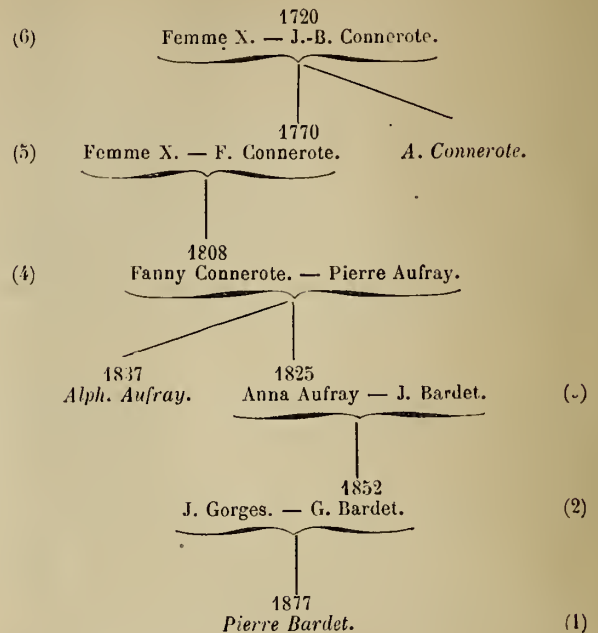 1720
(6) Femme X. — J.-B. Connerote.
1770
(5) Femme X. — F. Connerote. A. Connerote.
1808
(4) Fanny Connerote. — Pierre Aufray.
1837 1825
Alph. Aufray. Anna Aufray — J. Bardet.
1852
J. Gorges. — G. Bardet. (2)
1877
Pierre Bardet. (1)